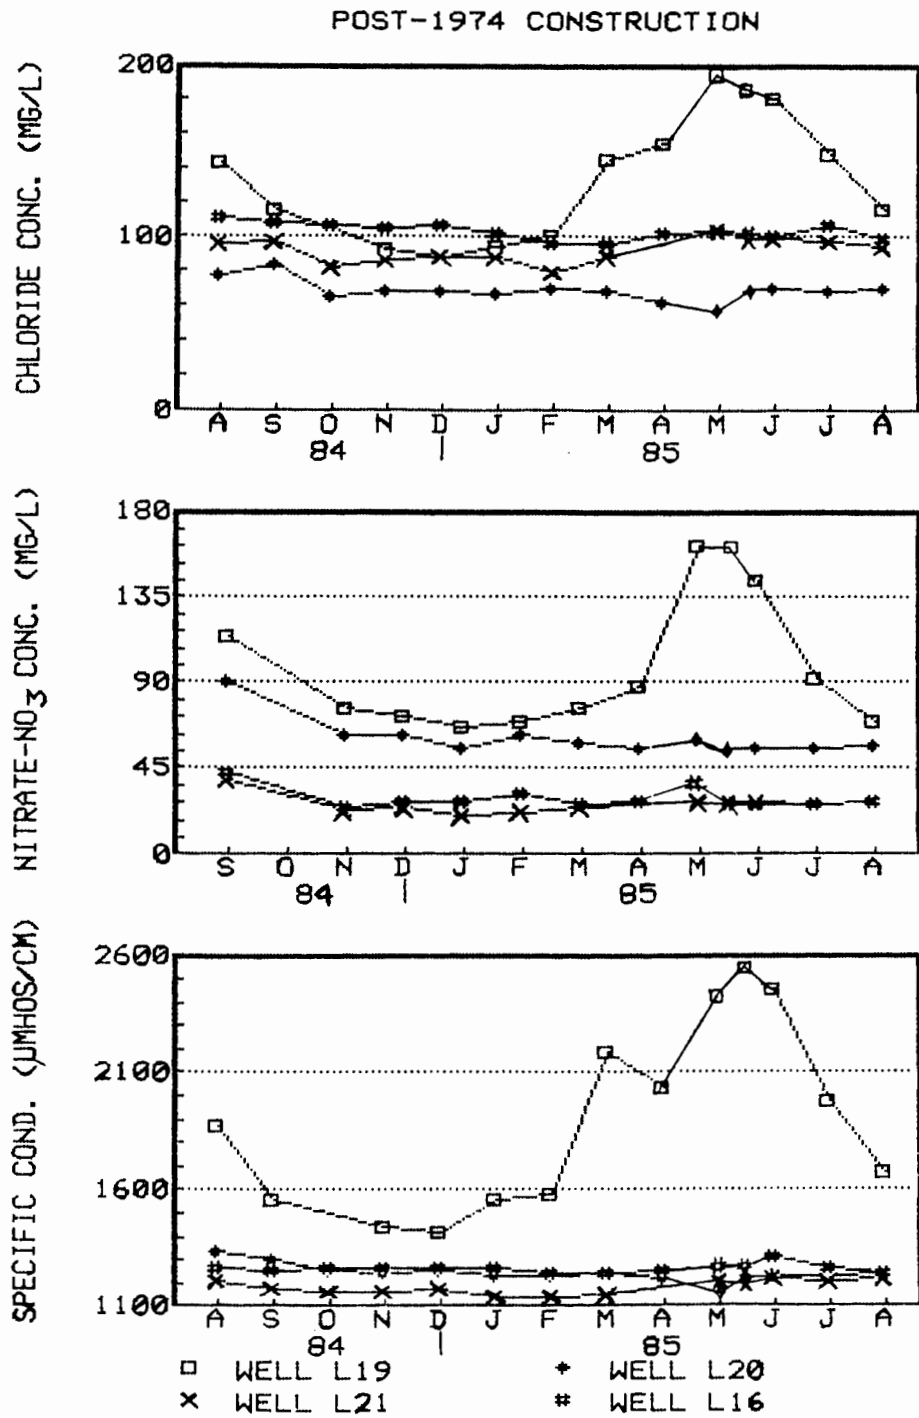 POST-1974 CONSTRUCTION
CHLORIDE CONC. (MG/L)
200
100
0
A S O N D J F M A M J J A
84 | 85
NITRATE-NO3 CONC. (MG/L)
180
135
90
45
0
S O N D J F M A M J J A
84 | 85
SPECIFIC COND. (µMHOS/CM)
2600
2100
1600
1100
A S O N D J F M A M J J A
84 | 85
WELL L19
WELL L20
WELL L21
WELL L16